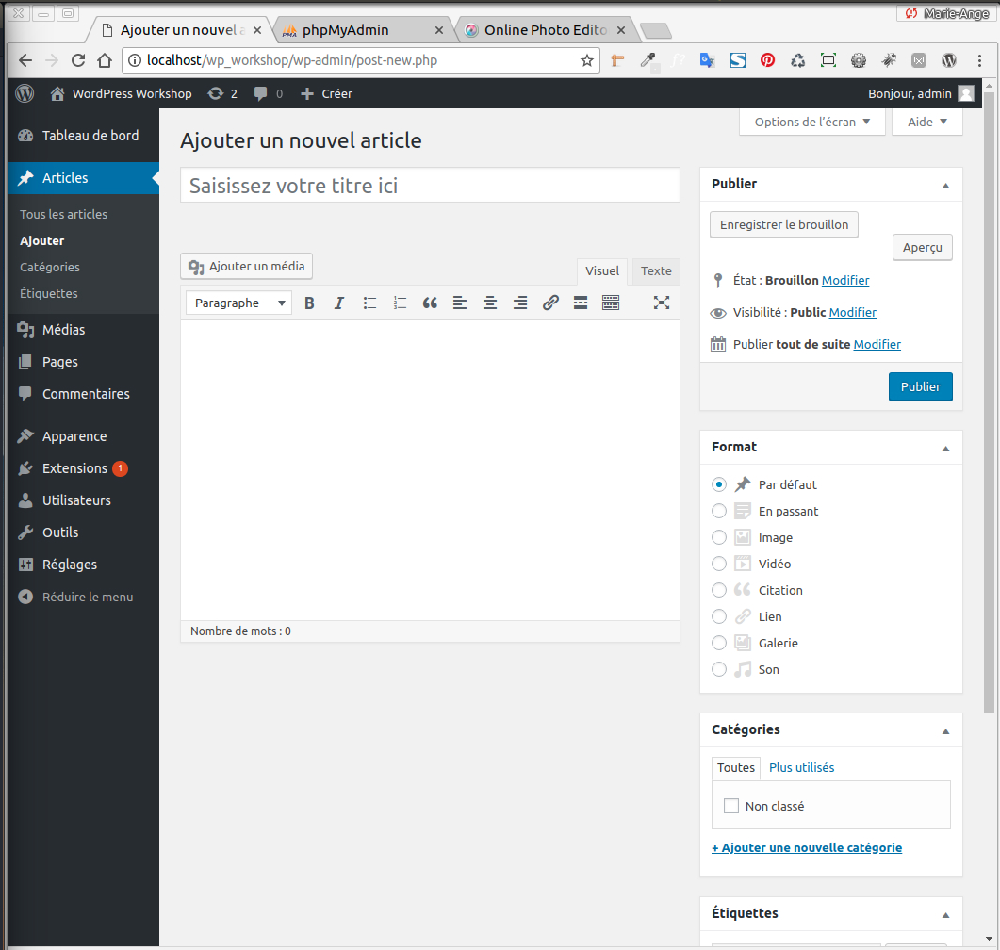 Marie-Ange
Ajouter un nouvel a
phpMyAdmin
Online Photo Edito
localhost/wp_workshop/wp-admin/post-new.php
WordPress Workshop 2 0 Créer
Bonjour, admin
Tableau de bord
Articles
Tous les articles
Ajouter
Catégories
Étiquettes
Médias
Pages
Commentaires
Apparence
Extensions 1
Utilisateurs
Outils
Réglages
Réduire le menu
Options de l'écran
Aide
Ajouter un nouvel article
Saisissez votre titre ici
Ajouter un média
Visuel Texte
Paragraphe
B I
Nombre de mots : 0
Publier
Enregistrer le brouillon
Aperçu
État : Brouillon Modifier
Visibilité : Public Modifier
Publier tout de suite Modifier
Publier
Format
Par défaut
En passant
Image
Vidéo
Citation
Lien
Galerie
Son
Catégories
Toutes Plus utilisés
Non classé
+ Ajouter une nouvelle catégorie
Étiquettes